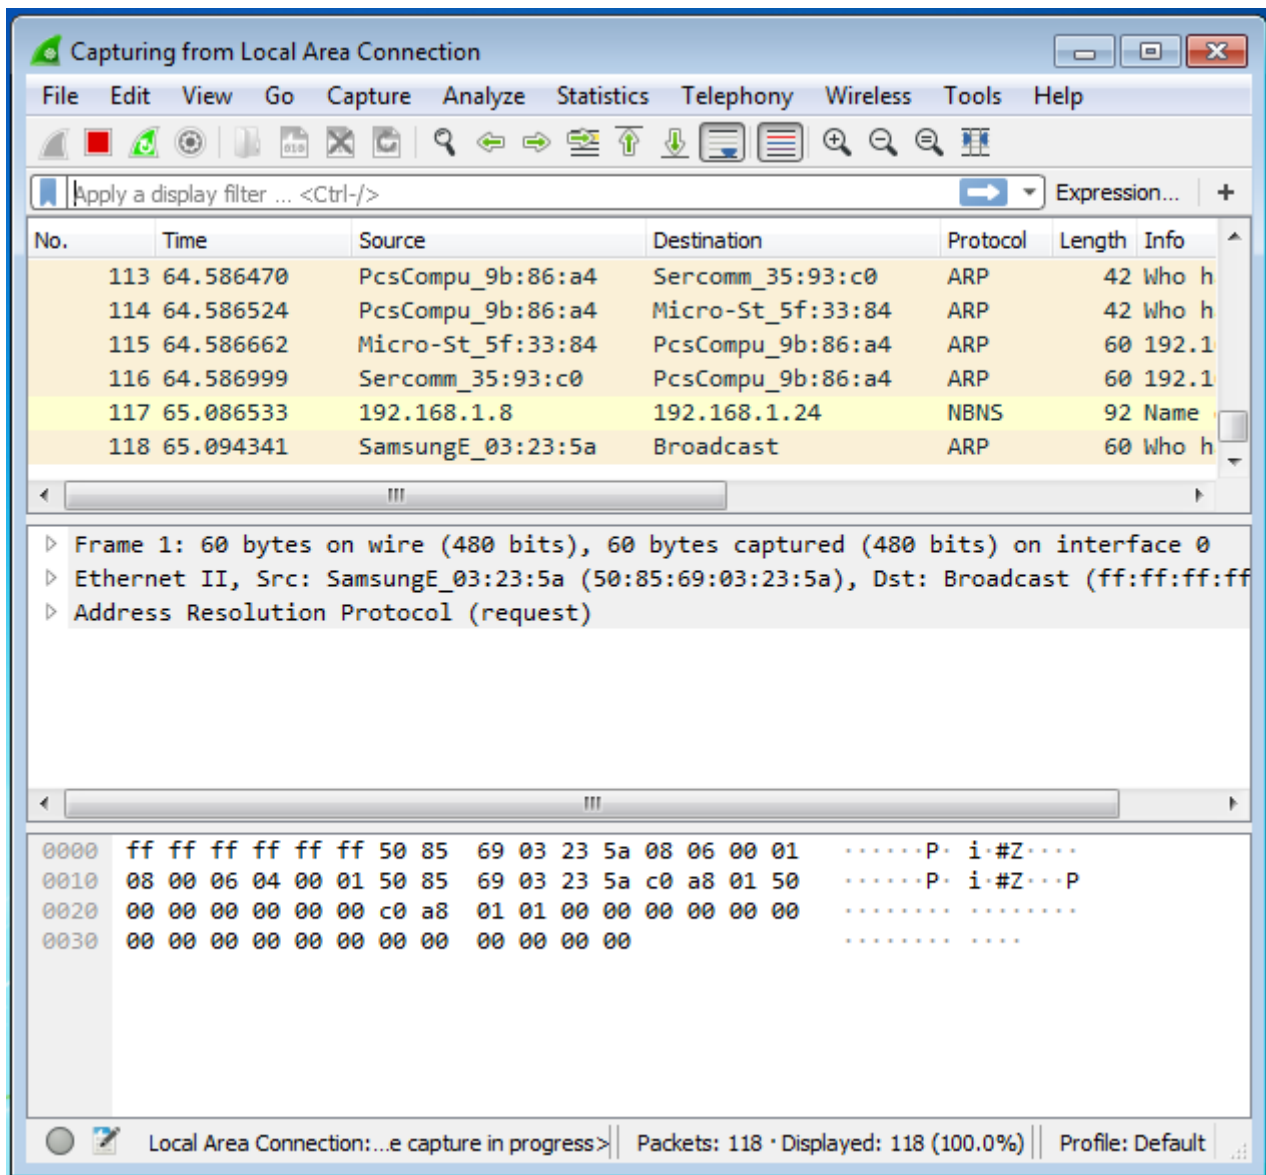 Capturing from Local Area Connection
File Edit View Go Capture Analyze Statistics Telephony Wireless Tools Help
Apply a display filter ... <Ctrl-/> Expression... +
No. Time Source Destination Protocol Length Info
113 64.586470 PcsCompu_9b:86:a4 Sercomm_35:93:c0 ARP 42 Who h
114 64.586524 PcsCompu_9b:86:a4 Micro-St_5f:33:84 ARP 42 Who h
115 64.586662 Micro-St_5f:33:84 PcsCompu_9b:86:a4 ARP 60 192.1
116 64.586999 Sercomm_35:93:c0 PcsCompu_9b:86:a4 ARP 60 192.1
117 65.086533 192.168.1.8 192.168.1.24 NBNS 92 Name
118 65.094341 SamsungE_03:23:5a Broadcast ARP 60 Who h
Frame 1: 60 bytes on wire (480 bits), 60 bytes captured (480 bits) on interface 0
Ethernet II, Src: SamsungE_03:23:5a (50:85:69:03:23:5a), Dst: Broadcast (ff:ff:ff:ff
Address Resolution Protocol (request)
0000 ff ff ff ff ff ff 50 85 69 03 23 5a 08 06 00 01 ······P· i·#Z····
0010 08 00 06 04 00 01 50 85 69 03 23 5a c0 a8 01 50 ······P· i·#Z···P
0020 00 00 00 00 00 00 c0 a8 01 01 00 00 00 00 00 00 ········ ········
0030 00 00 00 00 00 00 00 00 00 00 00 00 ········ ····
Local Area Connection:...e capture in progress> Packets: 118 · Displayed: 118 (100.0%) Profile: Default